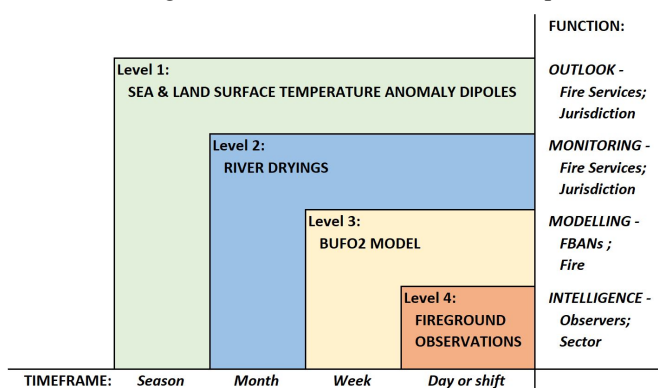 FUNCTION:
Level 1:
SEA & LAND SURFACE TEMPERATURE ANOMALY DIPOLES
OUTLOOK -
Fire Services;
Jurisdiction
Level 2:
RIVER DRYINGS
MONITORING -
Fire Services;
Jurisdiction
Level 3:
BUFO2 MODEL
MODELLING -
FBANs ;
Fire
Level 4:
FIREGROUND
OBSERVATIONS
INTELLIGENCE -
Observers;
Sector
TIMEFRAME: Season Month Week Day or shift